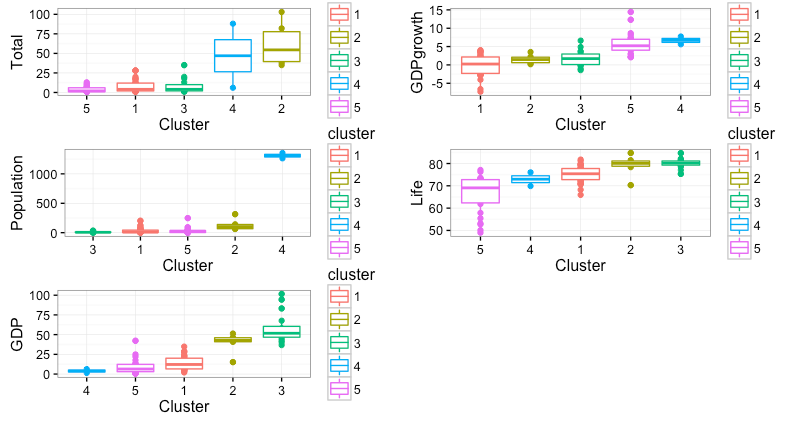 Total
100
75
50
25
0
5 1 3 4 2
Cluster
1
2
3
4
5
GDPgrowth
15
10
5
0
-5
1 2 3 5 4
Cluster
1
2
3
4
5
Population
1000
500
0
3 1 5 2 4
Cluster
cluster
1
2
3
4
5
Life
80
70
60
50
5 4 1 2 3
Cluster
cluster
1
2
3
4
5
GDP
100
75
50
25
0
4 5 1 2 3
Cluster
cluster
1
2
3
4
5